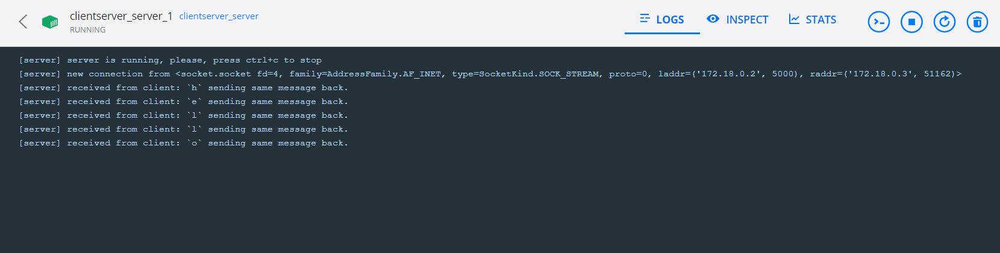 clientserver_server_1 clientserver_server
RUNNING
LOGS INSPECT STATS
[server] server is running, please, press ctrl+c to stop
[server] new connection from <socket.socket fd=4, family=AddressFamily.AF_INET, type=SocketKind.SOCK_STREAM, proto=0, laddr=('172.18.0.2', 5000), raddr=('172.18.0.3', 51162)>
[server] received from client: `h` sending same message back.
[server] received from client: `e` sending same message back.
[server] received from client: `l` sending same message back.
[server] received from client: `l` sending same message back.
[server] received from client: `o` sending same message back.